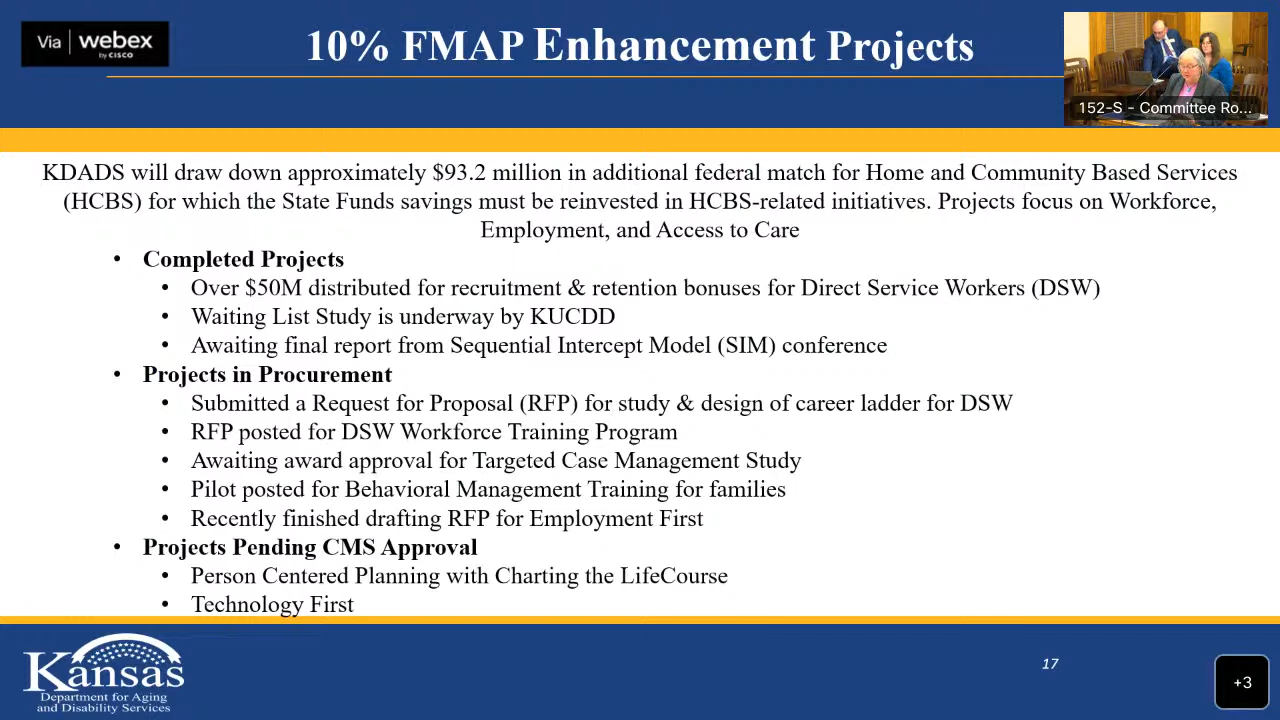 Via webex
by CISCO
10% FMAP Enhancement Projects
152-S - Committee Ro...
KDADS will draw down approximately $93.2 million in additional federal match for Home and Community Based Services
(HCBS) for which the State Funds savings must be reinvested in HCBS-related initiatives. Projects focus on Workforce,
Employment, and Access to Care
• Completed Projects
• Over $50M distributed for recruitment & retention bonuses for Direct Service Workers (DSW)
• Waiting List Study is underway by KUCDD
• Awaiting final report from Sequential Intercept Model (SIM) conference
• Projects in Procurement
• Submitted a Request for Proposal (RFP) for study & design of career ladder for DSW
• RFP posted for DSW Workforce Training Program
• Awaiting award approval for Targeted Case Management Study
• Pilot posted for Behavioral Management Training for families
• Recently finished drafting RFP for Employment First
• Projects Pending CMS Approval
• Person Centered Planning with Charting the LifeCourse
• Technology First
Kansas
Department for Aging
and Disability Services
17
+3